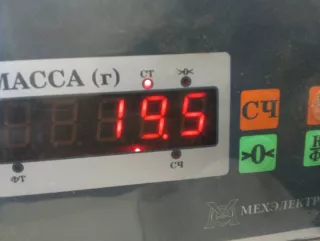 МАССА (г)
СТ >0<
19.5
ФТ СЧ
СЧ
>0<
МЕХЭЛЕКТР